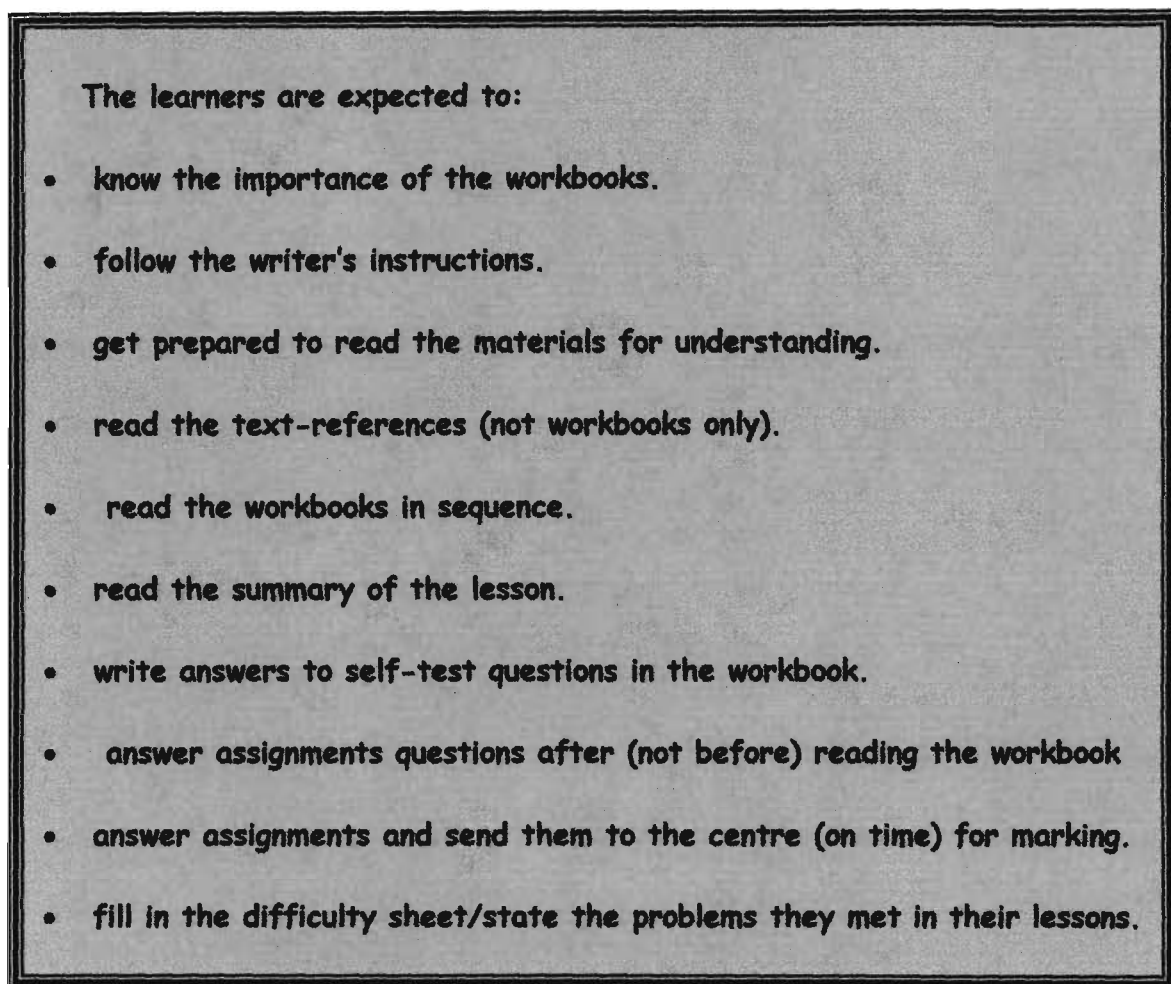 The learners are expected to:
• know the importance of the workbooks.
• follow the writer's instructions.
• get prepared to read the materials for understanding.
• read the text-references (not workbooks only).
• read the workbooks in sequence.
• read the summary of the lesson.
• write answers to self-test questions in the workbook.
• answer assignments questions after (not before) reading the workbook
• answer assignments and send them to the centre (on time) for marking.
• fill in the difficulty sheet/state the problems they met in their lessons.